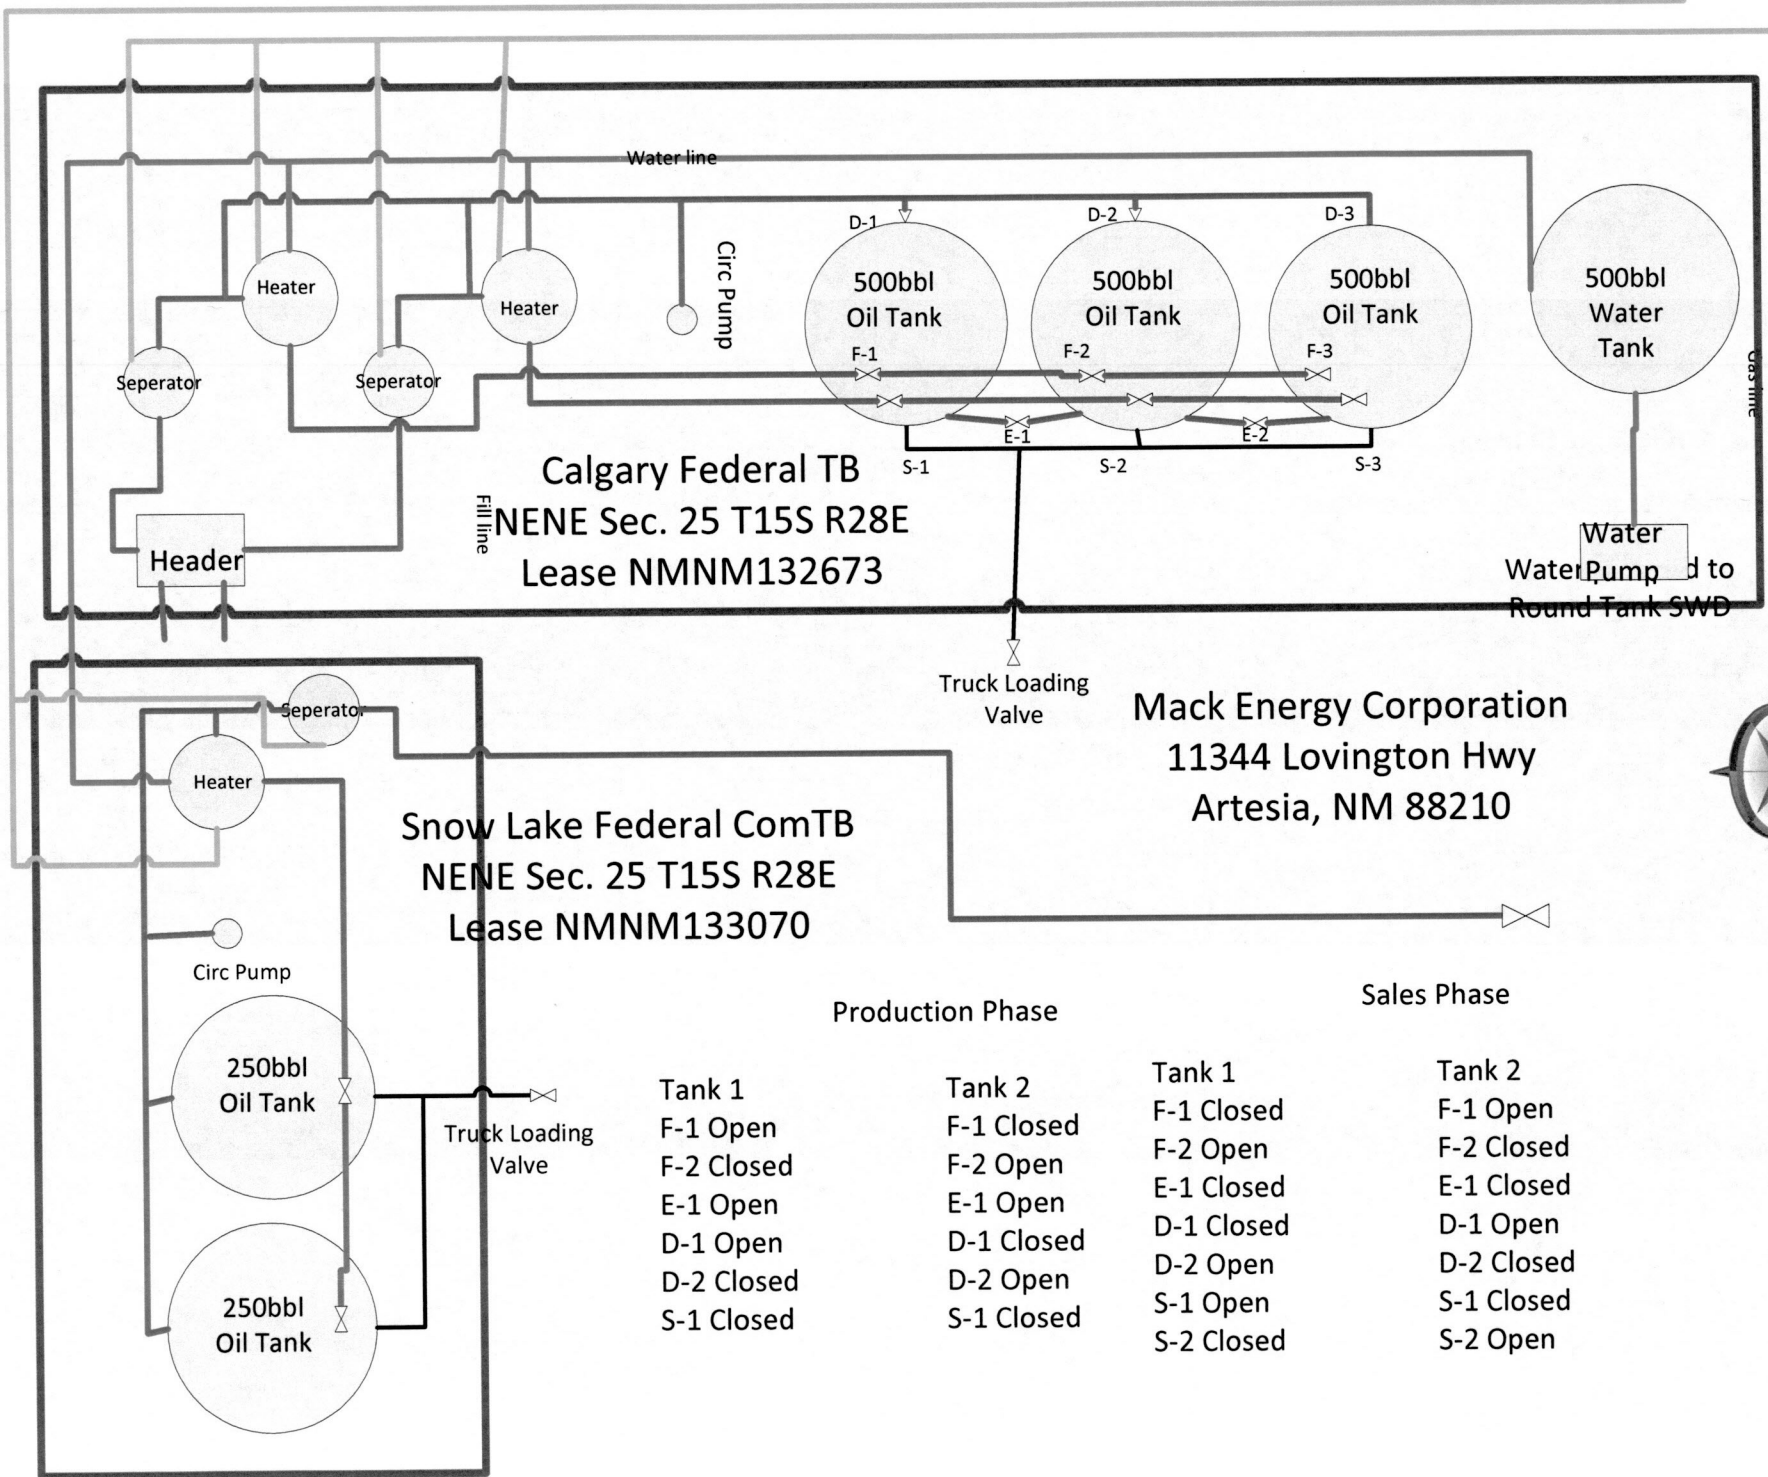 Water line
D-1
D-2
D-3
Heater
Heater
Circ Pump
500bbl
Oil Tank
500bbl
Oil Tank
500bbl
Oil Tank
500bbl
Water
Tank
Seperator
Seperator
F-1
F-2
F-3
Gas line
E-1
E-2
S-1
S-2
S-3
Calgary Federal TB
NENE Sec. 25 T15S R28E
Lease NMNM132673
Fill line
Header
Water
Pump
Water d to
Round Tank SWD
Truck Loading
Valve
Mack Energy Corporation
11344 Lovington Hwy
Artesia, NM 88210
Seperator
Heater
Snow Lake Federal ComTB
NENE Sec. 25 T15S R28E
Lease NMNM133070
Circ Pump
250bbl
Oil Tank
Truck Loading
Valve
250bbl
Oil Tank
Production Phase
Sales Phase
Tank 1
F-1 Open
F-2 Closed
E-1 Open
D-1 Open
D-2 Closed
S-1 Closed
Tank 2
F-1 Closed
F-2 Open
E-1 Open
D-1 Closed
D-2 Open
S-1 Closed
Tank 1
F-1 Closed
F-2 Open
E-1 Closed
D-1 Closed
D-2 Open
S-1 Open
S-2 Closed
Tank 2
F-1 Open
F-2 Closed
E-1 Closed
D-1 Open
D-2 Closed
S-1 Closed
S-2 Open